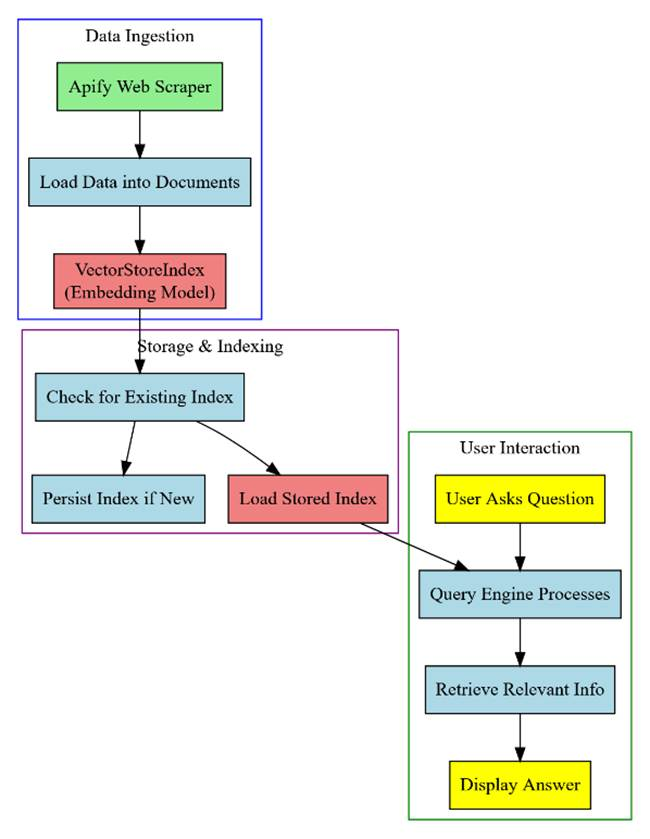 Data Ingestion
Apify Web Scraper
Load Data into Documents
VectorStoreIndex
(Embedding Model)
Storage & Indexing
Check for Existing Index
Persist Index if New
Load Stored Index
User Interaction
User Asks Question
Query Engine Processes
Retrieve Relevant Info
Display Answer